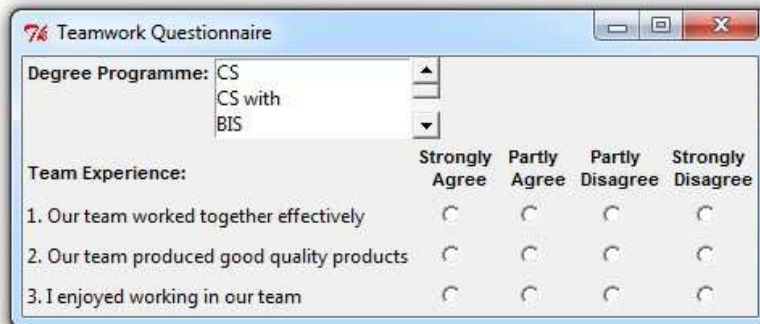 Teamwork Questionnaire
Degree Programme: CS
CS with
BIS
Strongly Partly Partly Strongly
Team Experience: Agree Agree Disagree Disagree
1. Our team worked together effectively
2. Our team produced good quality products
3. I enjoyed working in our team